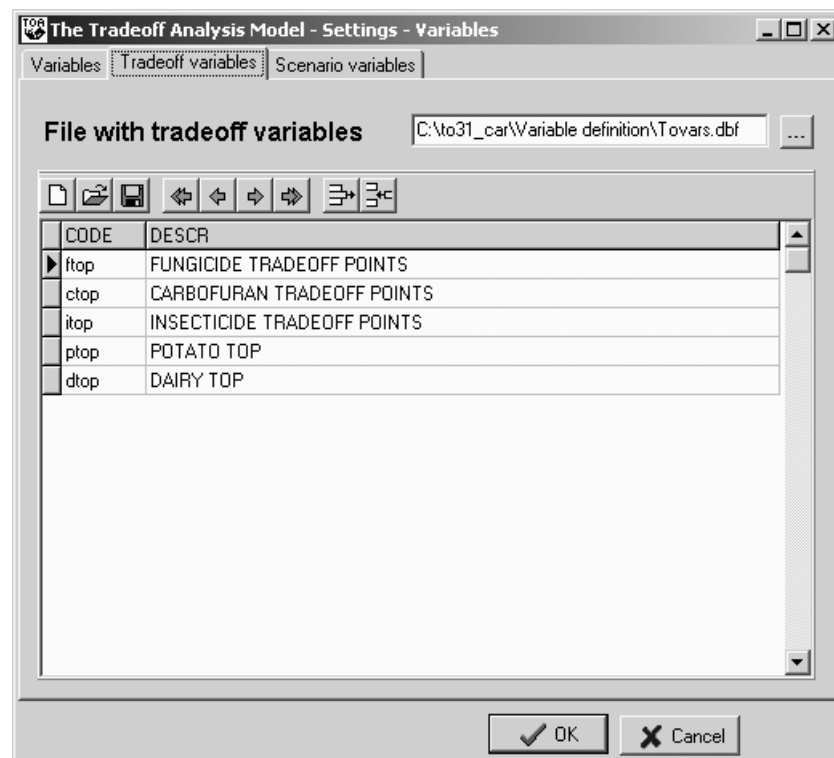 TOA The Tradeoff Analysis Model - Settings - Variables
Variables Tradeoff variables Scenario variables
File with tradeoff variables C:\to31_car\Variable definition\Tovars.dbf ...
CODE DESCR
ftop FUNGICIDE TRADEOFF POINTS
ctop CARBOFURAN TRADEOFF POINTS
itop INSECTICIDE TRADEOFF POINTS
ptop POTATO TOP
dtop DAIRY TOP
OK Cancel